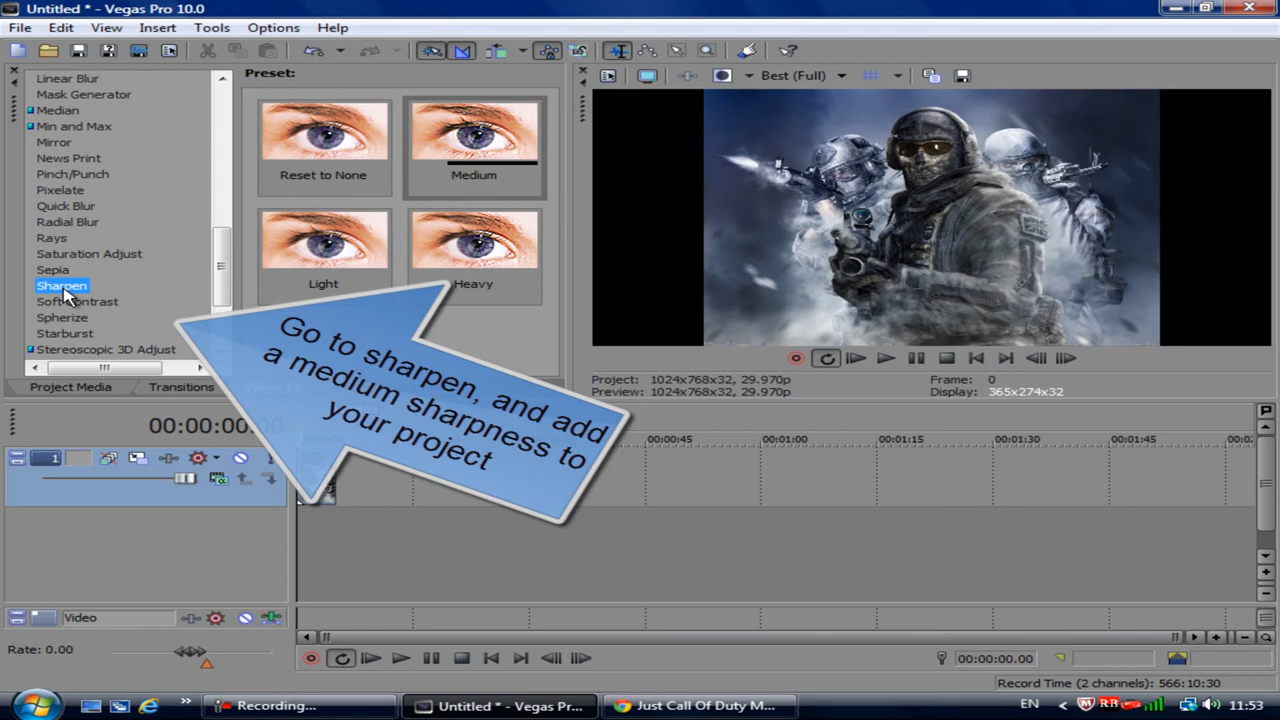 Untitled * - Vegas Pro 10.0
File Edit View Insert Tools Options Help
Linear Blur
Mask Generator
Median
Min and Max
Mirror
News Print
Pinch/Punch
Pixelate
Quick Blur
Radial Blur
Rays
Saturation Adjust
Sepia
Sharpen
Soft Contrast
Spherize
Starburst
Stereoscopic 3D Adjust
Project Media Transitions
Preset:
Reset to None
Medium
Light
Heavy
Best (Full)
Project: 1024x768x32, 29.970p
Preview: 1024x768x32, 29.970p
Frame: 0
Display: 365x274x32
Go to sharpen, and add
a medium sharpness to
your project
00:00:00
00:00:45 00:01:00 00:01:15 00:01:30 00:01:45
1
Video
Rate: 0.00
00:00:00.00
Record Time (2 channels): 566:10:30
Recording...
Untitled * - Vegas Pr...
Just Call Of Duty M...
EN
RB
11:53